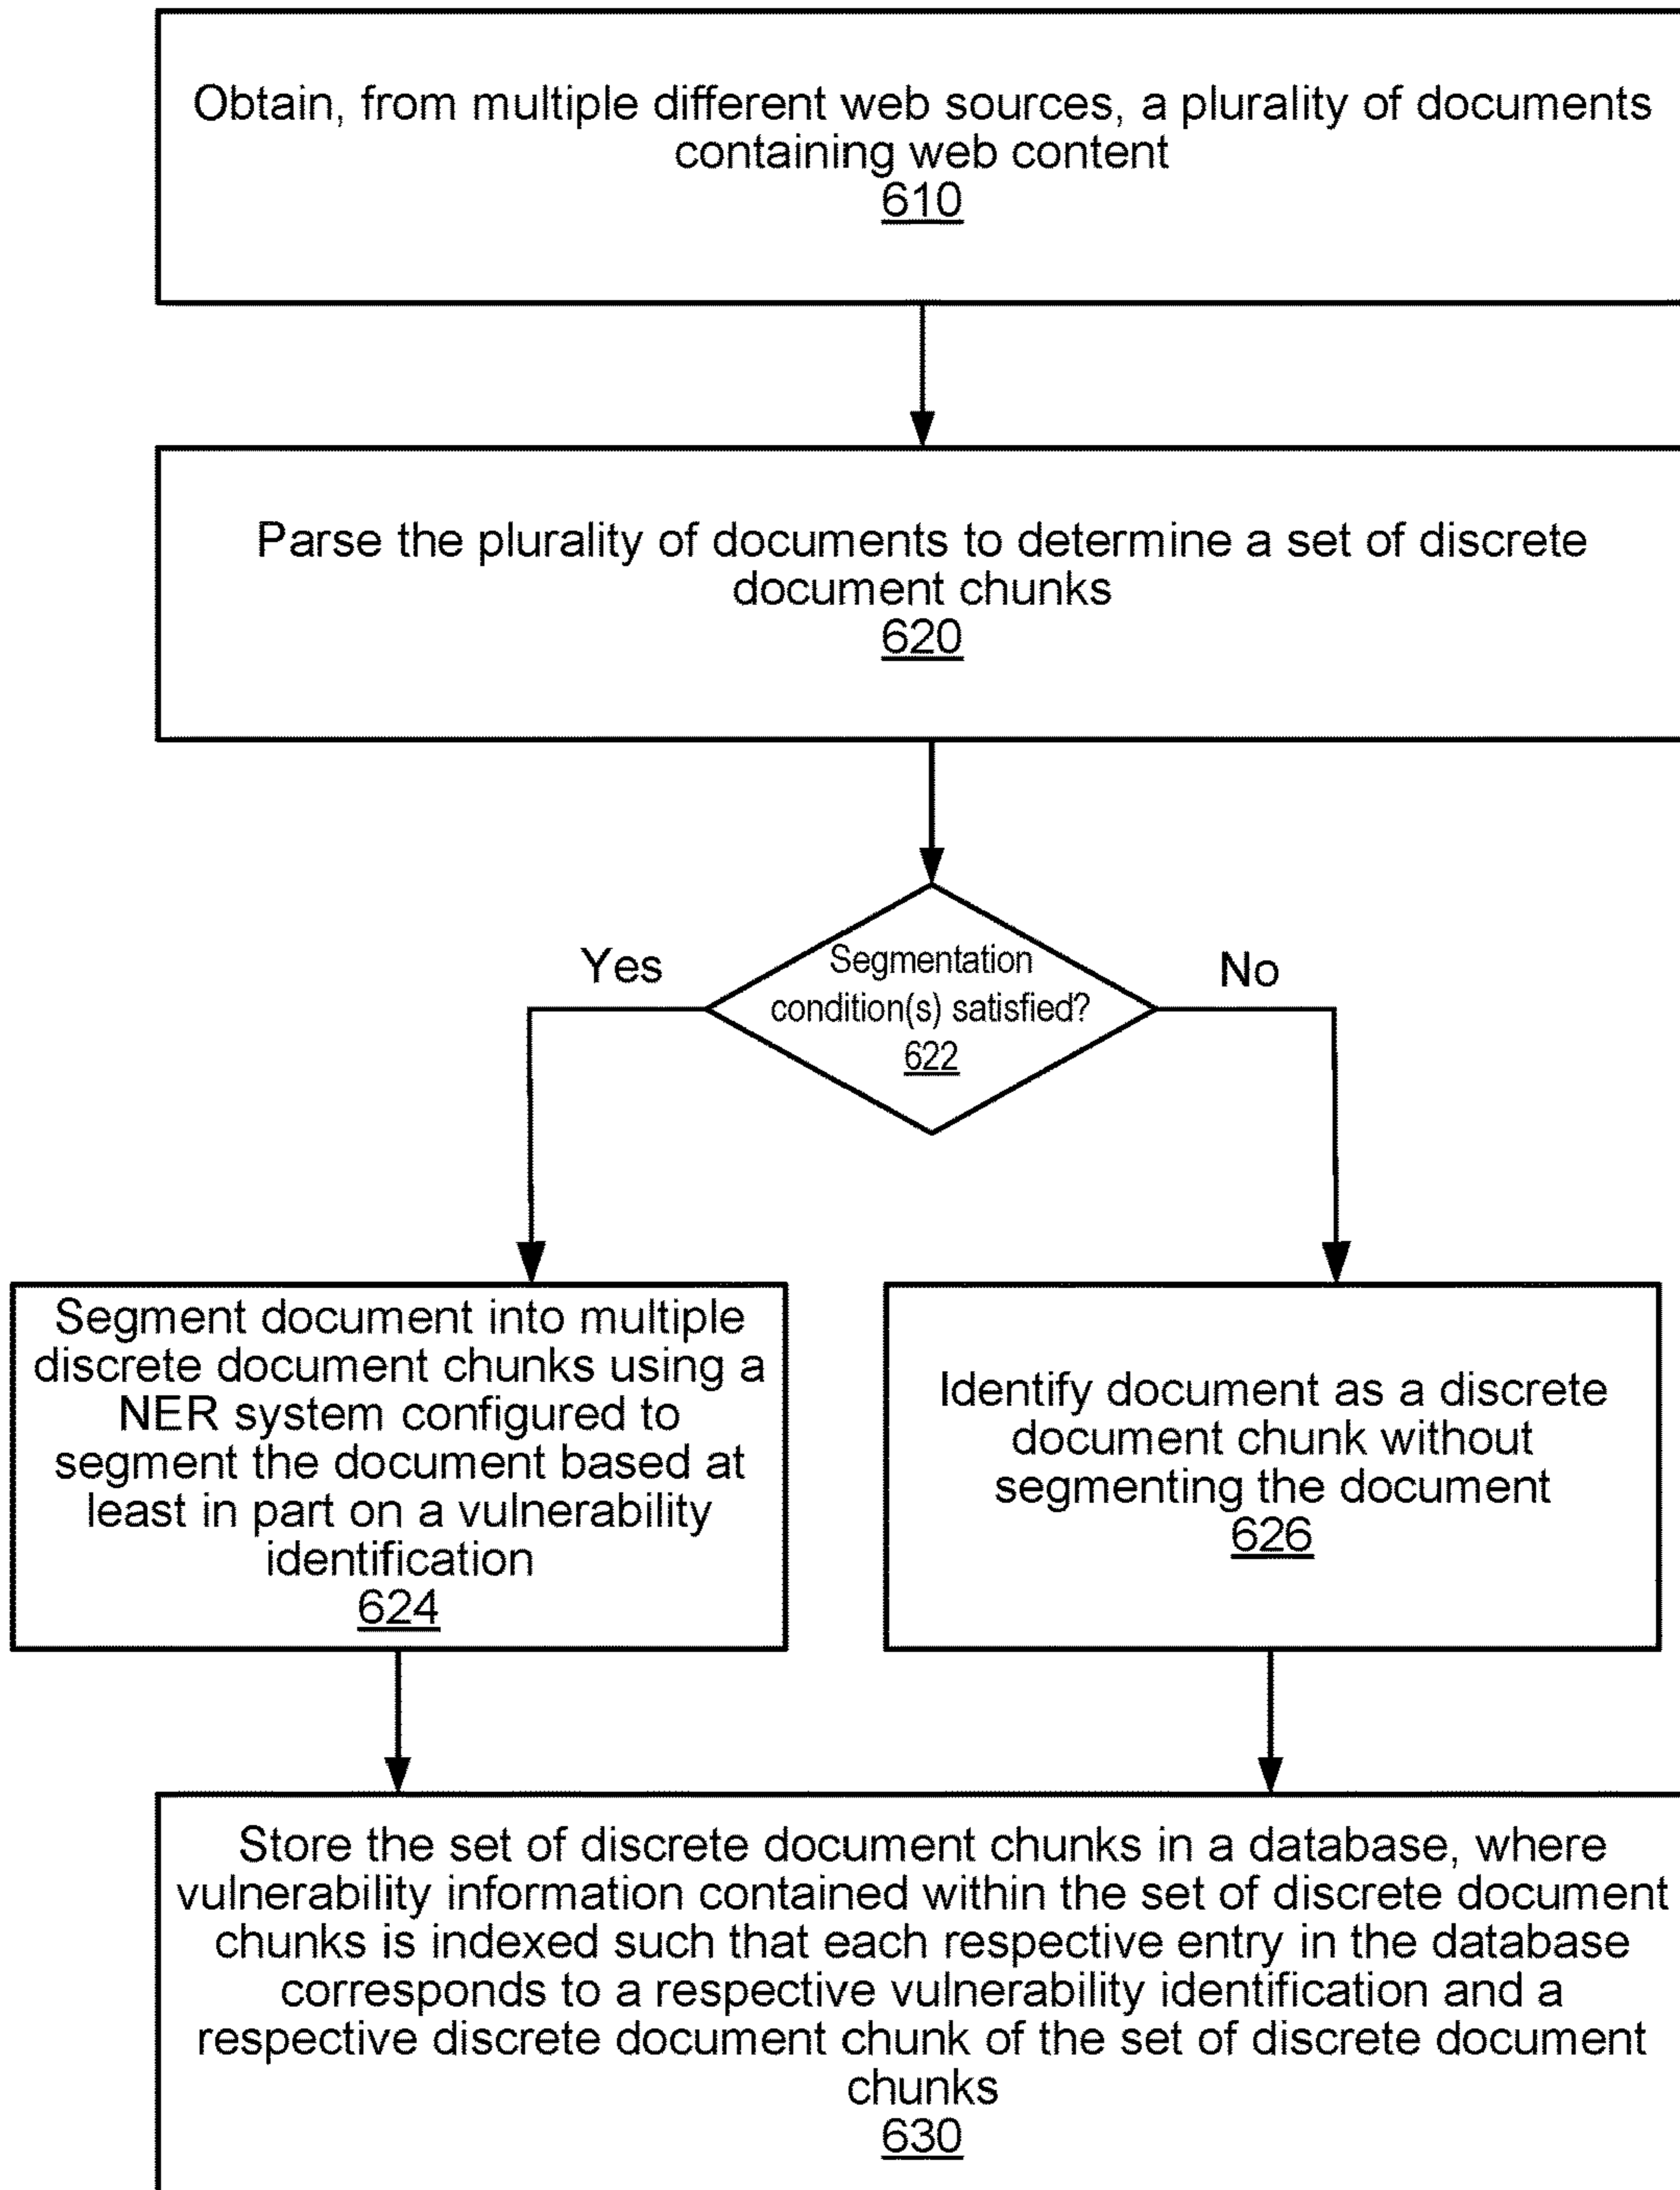 Obtain, from multiple different web sources, a plurality of documents
containing web content
610
Parse the plurality of documents to determine a set of discrete
document chunks
620
Segmentation
condition(s) satisfied?
622
Yes
No
Segment document into multiple
discrete document chunks using a
NER system configured to
segment the document based at
least in part on a vulnerability
identification
624
Identify document as a discrete
document chunk without
segmenting the document
626
Store the set of discrete document chunks in a database, where
vulnerability information contained within the set of discrete document
chunks is indexed such that each respective entry in the database
corresponds to a respective vulnerability identification and a
respective discrete document chunk of the set of discrete document
chunks
630